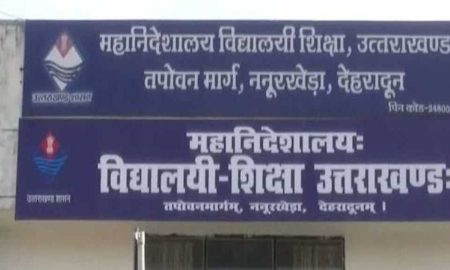 महानिदेशालय विद्यालयी शिक्षा, उत्तराखण्ड
तपोवन मार्ग, ननूरखेड़ा, देहरादून
उत्तराखण्ड शासन
पिन कोड-24800
महानिदेशालयः
विद्यालयी-शिक्षा उत्तराखण्डः
उत्तराखण्ड शासन
तपोवनमार्गम्, ननूरखेड़ा, देहरादूनम् ।